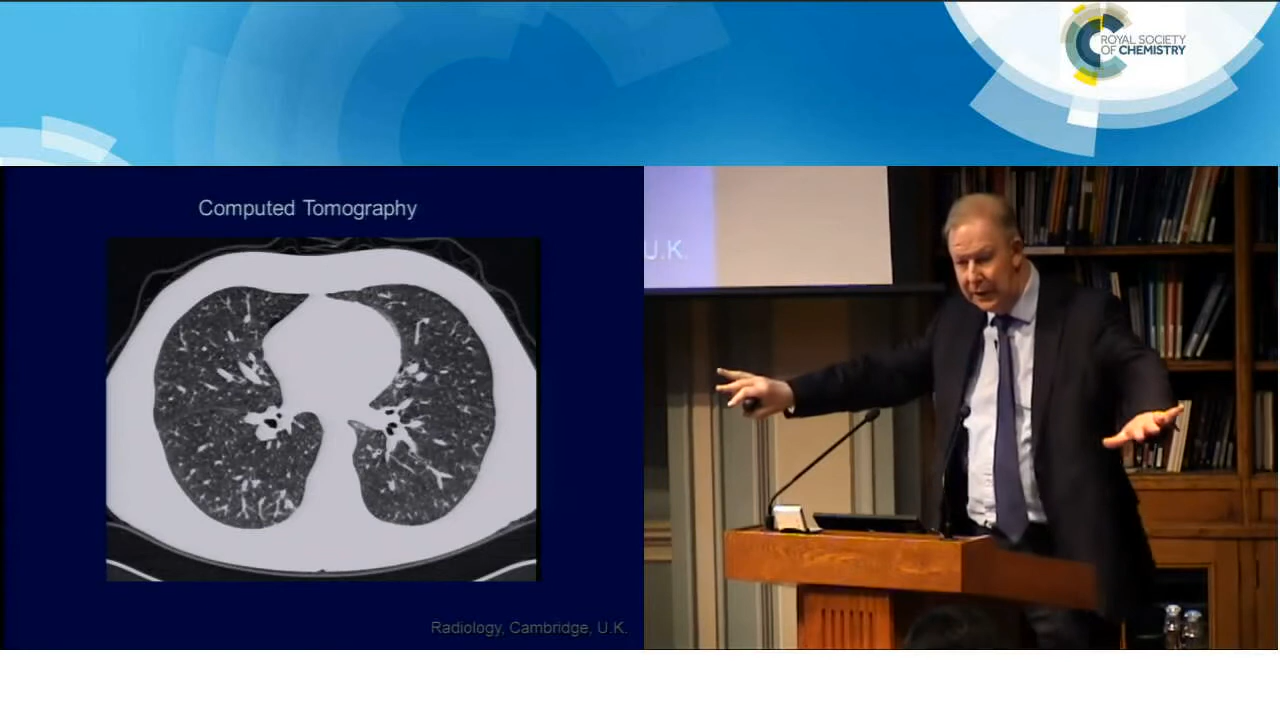 ROYAL SOCIETY
OF CHEMISTRY
Computed Tomography
U.K.
Radiology, Cambridge, U.K.